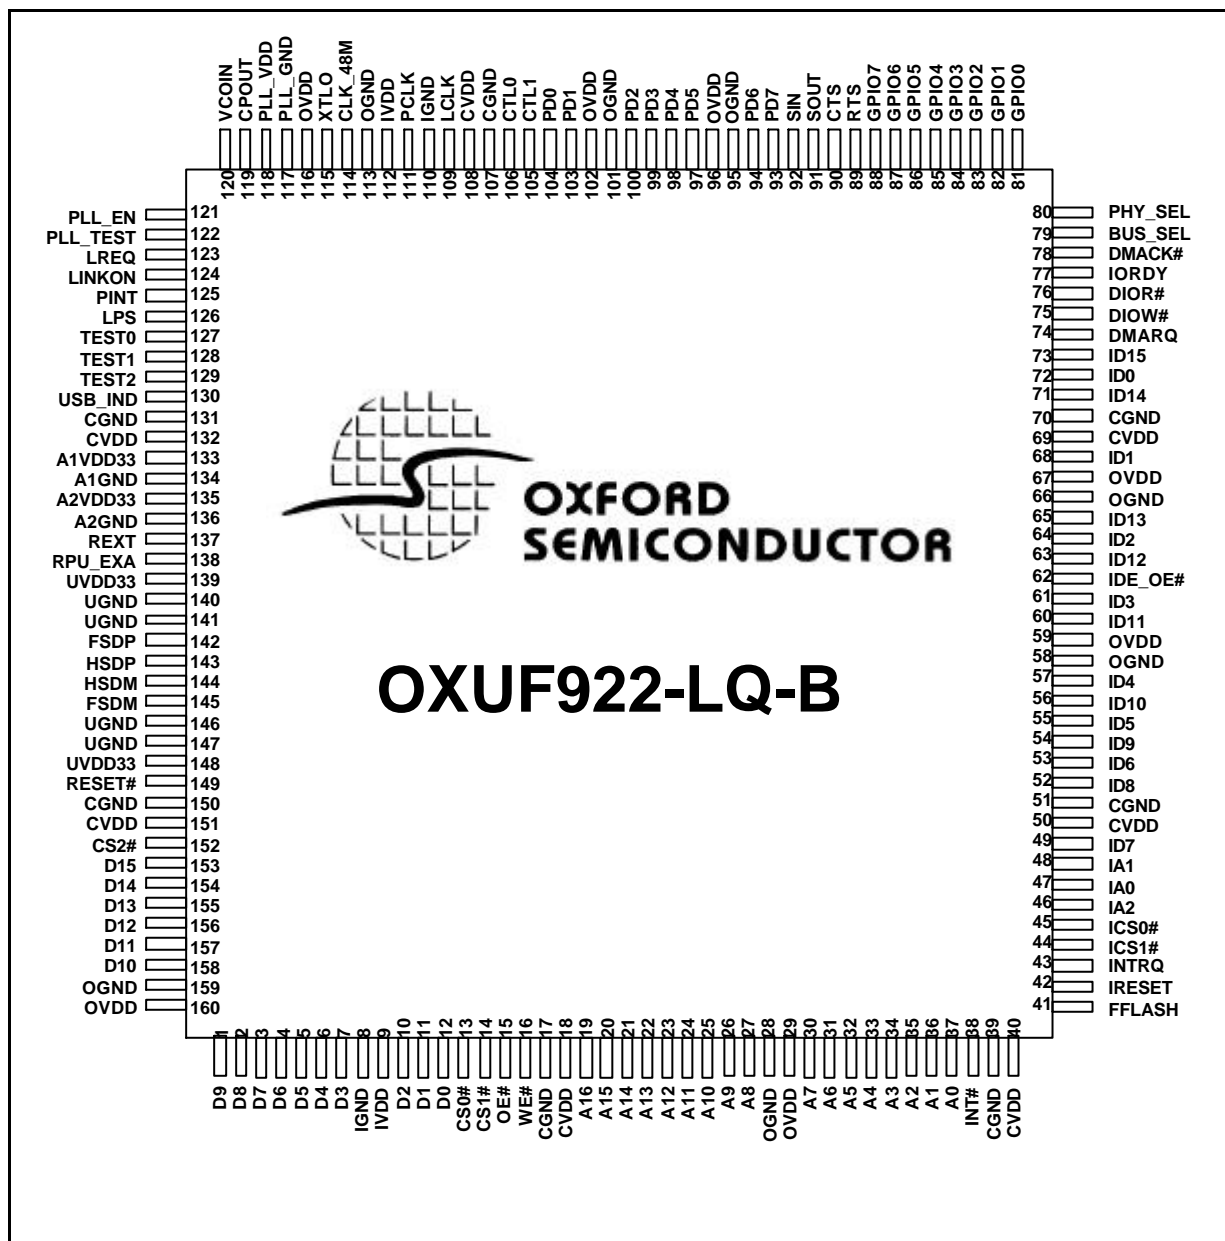 VCOIN CPOUT PLL_VDD PLL_GND OVDD XTLO CLK_48M OGND IVDD PCLK IGND LCLK CVDD CGND CTL0 CTL1 PD0 PD1 OVDD OGND PD2 PD3 PD4 PD5 OVDD OGND PD6 PD7 SIN SOUT CTS RTS GPIO7 GPIO6 GPIO5 GPIO4 GPIO3 GPIO2 GPIO1 GPIO0
120 119 118 117 116 115 114 113 112 111 110 109 108 107 106 105 104 103 102 101 100 99 98 97 96 95 94 93 92 91 90 89 88 87 86 85 84 83 82 81
PLL_EN 121
PLL_TEST 122
LREQ 123
LINKON 124
PINT 125
LPS 126
TEST0 127
TEST1 128
TEST2 129
USB_IND 130
CGND 131
CVDD 132
A1VDD33 133
A1GND 134
A2VDD33 135
A2GND 136
REXT 137
RPU_EXA 138
UVDD33 139
UGND 140
UGND 141
FSDP 142
HSDP 143
HSDM 144
FSDM 145
UGND 146
UGND 147
UVDD33 148
RESET# 149
CGND 150
CVDD 151
CS2# 152
D15 153
D14 154
D13 155
D12 156
D11 157
D10 158
OGND 159
OVDD 160
OXFORD
SEMICONDUCTOR
OXUF922-LQ-B
80 PHY_SEL
79 BUS_SEL
78 DMACK#
77 IORDY
76 DIOR#
75 DIOW#
74 DMARQ
73 ID15
72 ID0
71 ID14
70 CGND
69 CVDD
68 ID1
67 OVDD
66 OGND
65 ID13
64 ID2
63 ID12
62 IDE_OE#
61 ID3
60 ID11
59 OVDD
58 OGND
57 ID4
56 ID10
55 ID5
54 ID9
53 ID6
52 ID8
51 CGND
50 CVDD
49 ID7
48 IA1
47 IA0
46 IA2
45 ICS0#
44 ICS1#
43 INTRQ
42 IRESET
41 FFLASH
1 2 3 4 5 6 7 8 9 10 11 12 13 14 15 16 17 18 19 20 21 22 23 24 25 26 27 28 29 30 31 32 33 34 35 36 37 38 39 40
D9 D8 D7 D6 D5 D4 D3 IGND IVDD D2 D1 D0 CS0# CS1# OE# WE# CGND CVDD A16 A15 A14 A13 A12 A11 A10 A9 A8 OGND OVDD A7 A6 A5 A4 A3 A2 A1 A0 INT# CGND CVDD